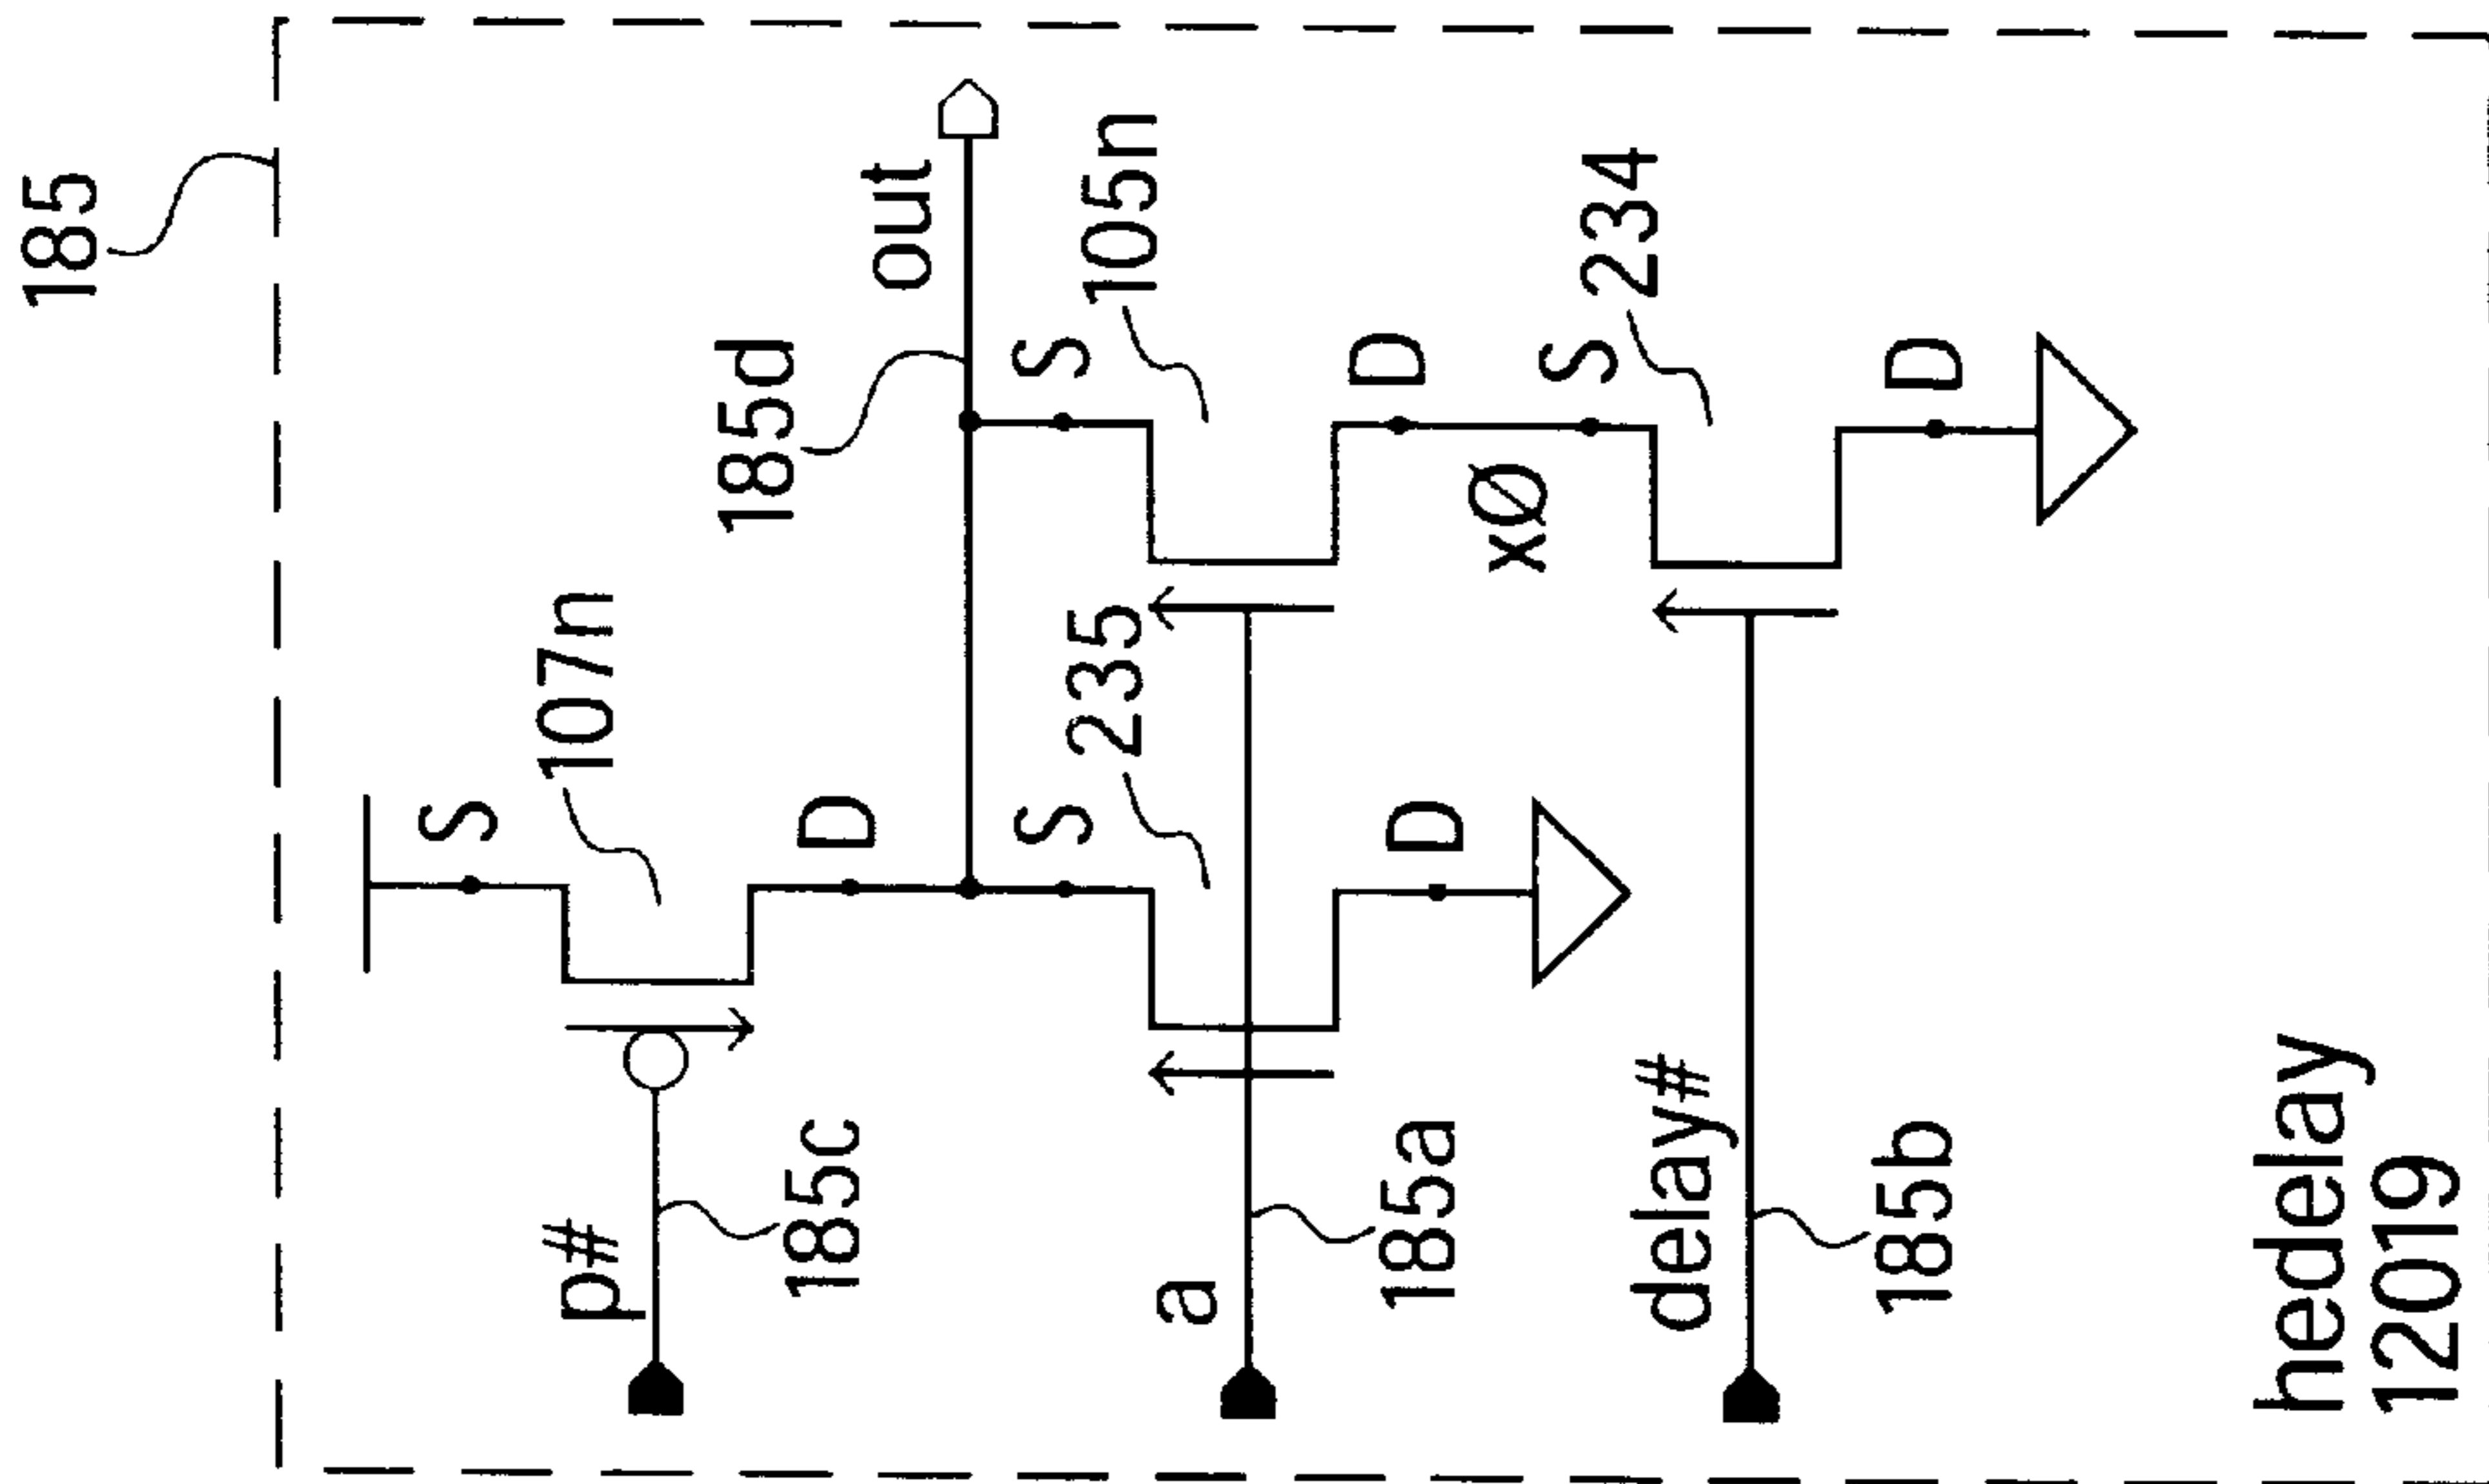 185
S
107n
p#
185d
185c
D
out
S
S
235
105n
a
D
185a
D
xØ
S
234
delay#
185b
D
hedelay
12019